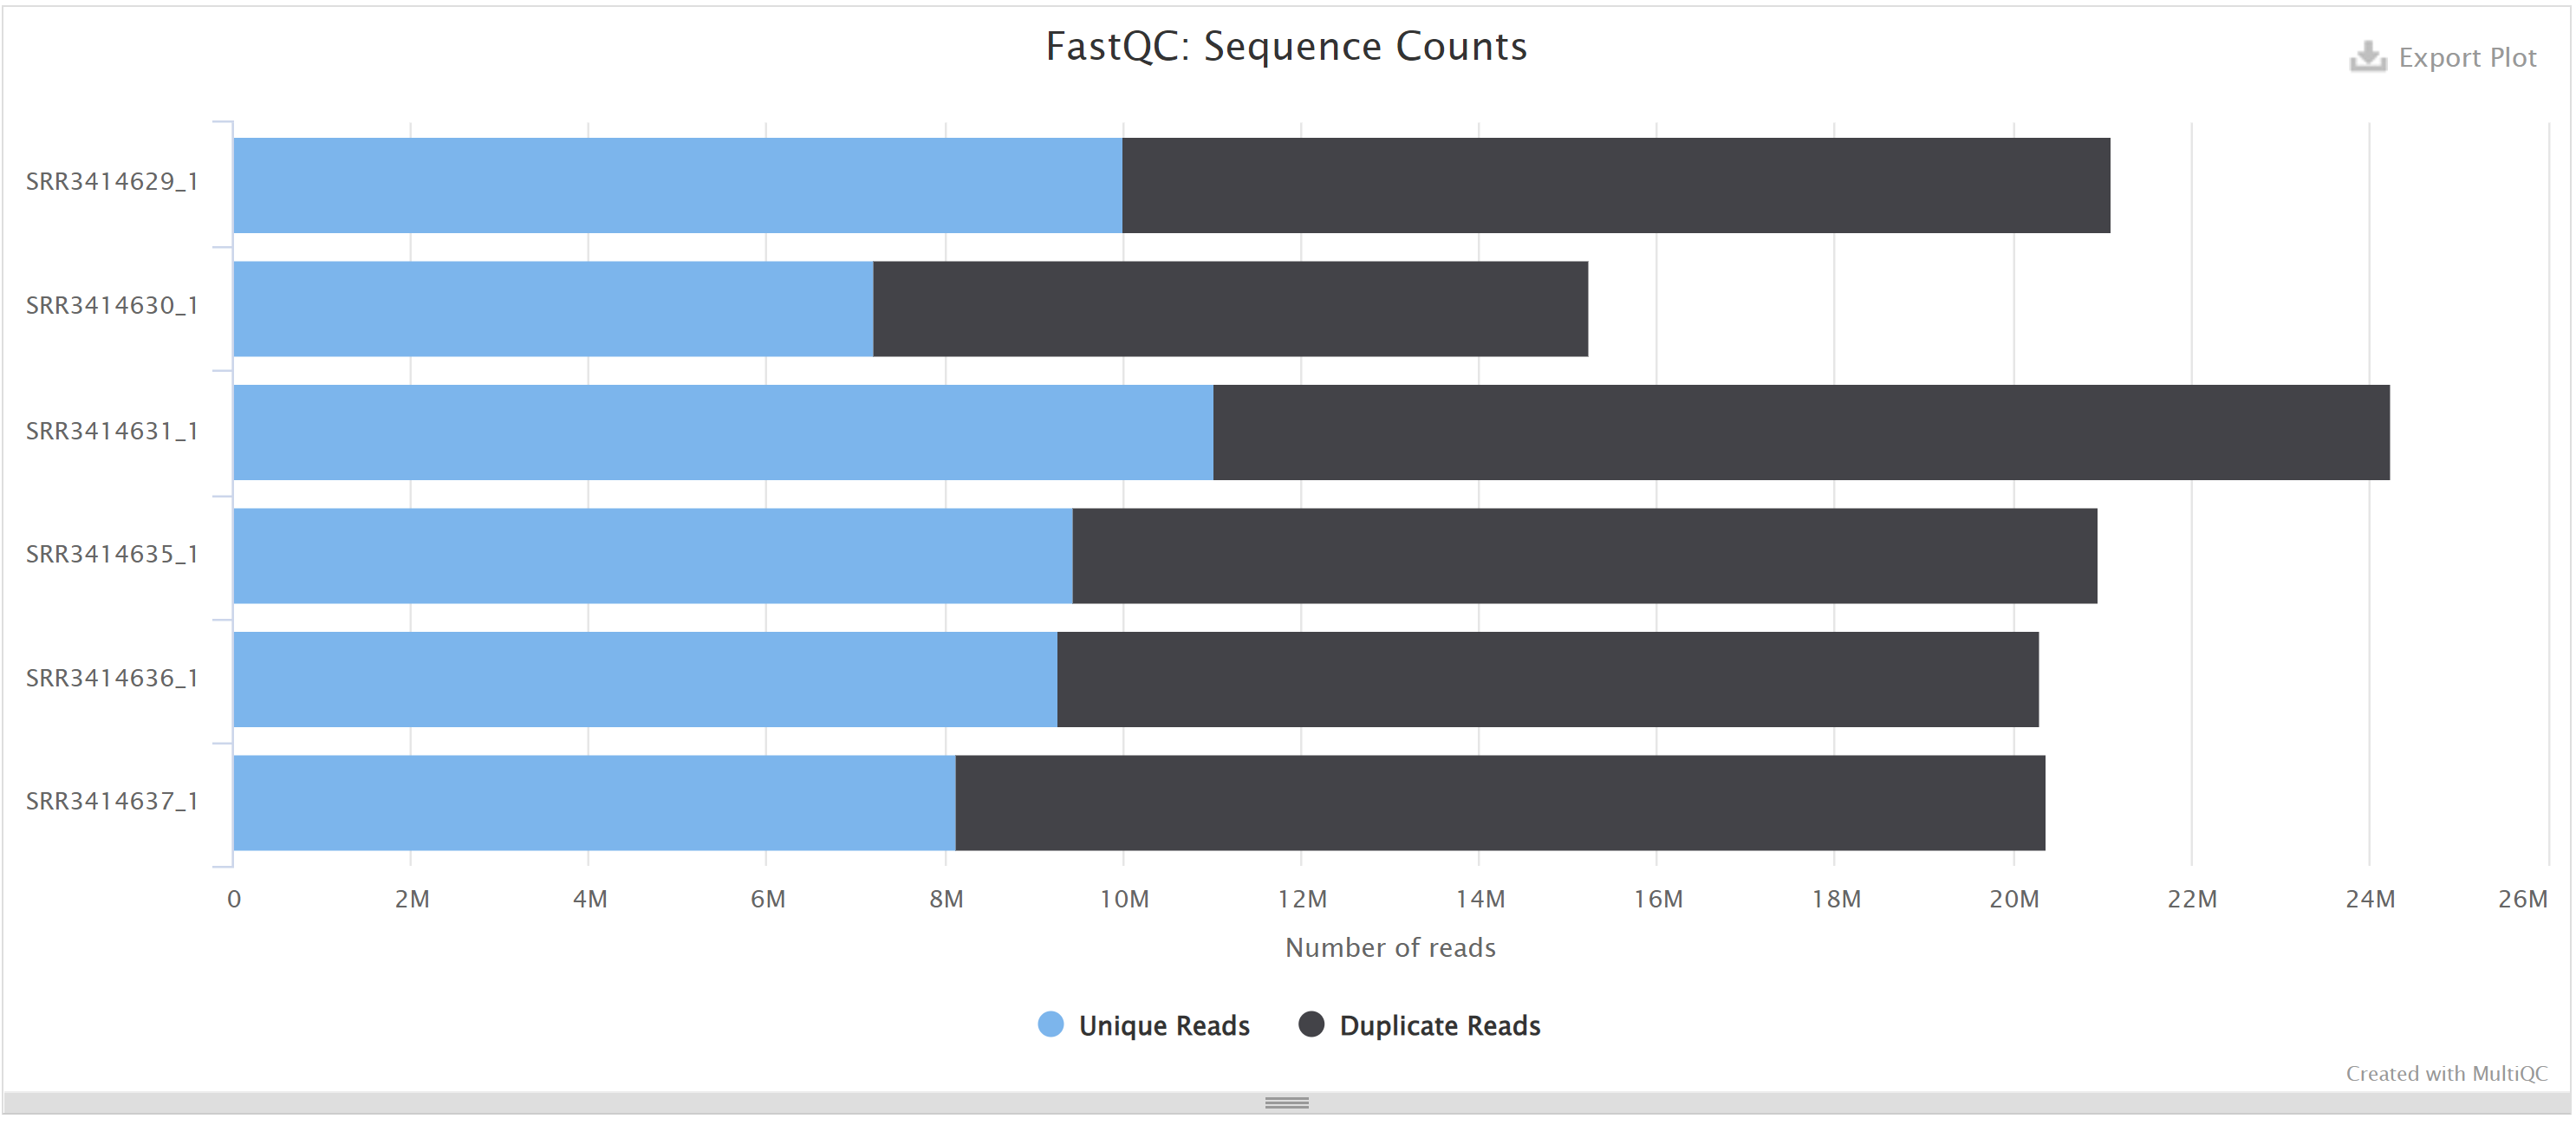 FastQC: Sequence Counts
Export Plot
SRR3414629_1
SRR3414630_1
SRR3414631_1
SRR3414635_1
SRR3414636_1
SRR3414637_1
0 2M 4M 6M 8M 10M 12M 14M 16M 18M 20M 22M 24M 26M
Number of reads
Unique Reads Duplicate Reads
Created with MultiQC